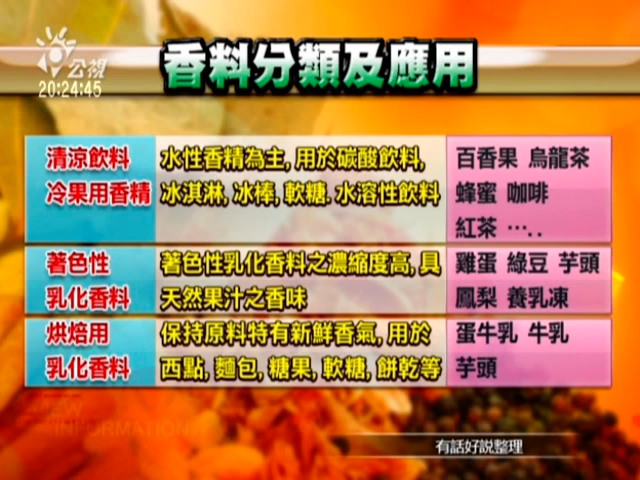 香料分類及應用
公視
20:24:45
清涼飲料 水性香精為主, 用於碳酸飲料, 百香果 烏龍茶
冷果用香精 冰淇淋, 冰棒, 軟糖. 水溶性飲料 蜂蜜 咖啡
紅茶 ‧‧‧. .
著色性 著色性乳化香料之濃縮度高, 具 雞蛋 綠豆 芋頭
乳化香料 天然果汁之香味 鳳梨 養乳凍
烘焙用 保持原料特有新鮮香氣, 用於 蛋牛乳 牛乳
乳化香料 西點, 麵包, 糖果, 軟糖, 餅乾等 芋頭
NEW
INFORMATION
有話好說整理